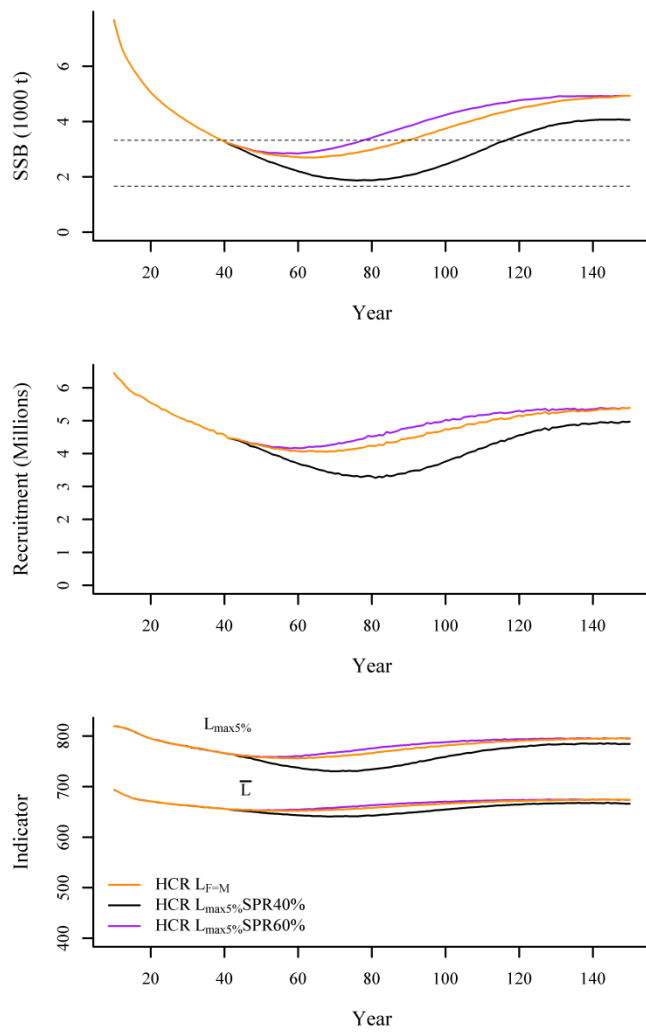 SSB (1000 t)
6
4
2
0
20 40 60 80 100 120 140
Year
Recruitment (Millions)
6
5
4
3
2
1
0
20 40 60 80 100 120 140
Year
Indicator
800
700
600
500
400
Lmax5%
L̅
HCR LF=M
HCR Lmax5%SPR40%
HCR Lmax5%SPR60%
20 40 60 80 100 120 140
Year